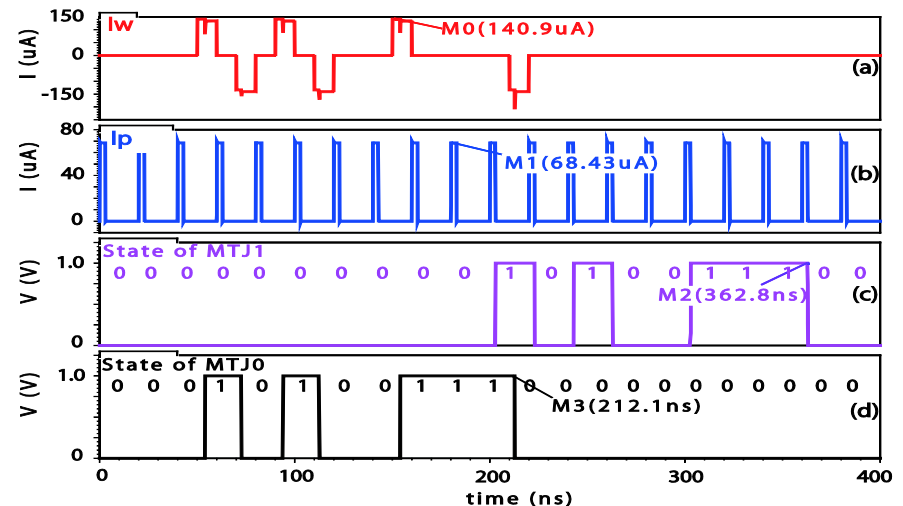 150
Iw
M0(140.9uA)
I (uA)
0
(a)
-150
80
Ip
M1(68.43uA)
I (uA)
40
(b)
0
State of MTJ1
1.0
0 0 0 0 0 0 0 0 0 0 1 0 1 0 0 1 1 1 0 0
V (V)
M2(362.8ns)
(c)
0
State of MTJ0
1.0
0 0 0 1 0 1 0 0 1 1 1 0 0 0 0 0 0 0 0 0 0
V (V)
M3(212.1ns)
(d)
0
0 100 200 300 400
time (ns)